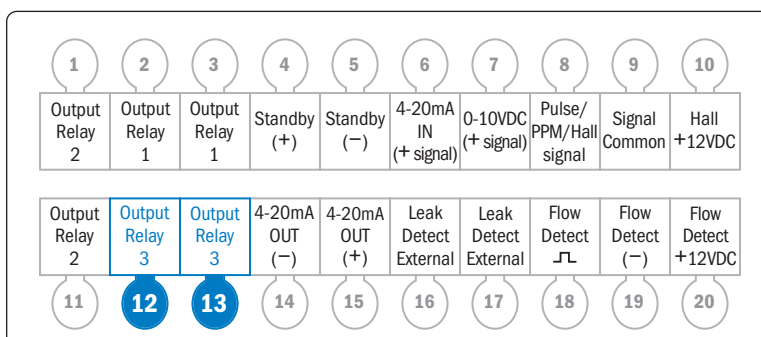 1 2 3 4 5 6 7 8 9 10
Output Output Output Standby Standby 4-20mA 0-10VDC Pulse/ Signal Hall
Relay Relay Relay (+) (−) IN (+ signal) PPM/Hall Common +12VDC
2 1 1 (+ signal) signal
Output Output Output 4-20mA 4-20mA Leak Leak Flow Flow Flow
Relay Relay Relay OUT OUT Detect Detect Detect Detect Detect
2 3 3 (−) (+) External External (−) +12VDC
11 12 13 14 15 16 17 18 19 20